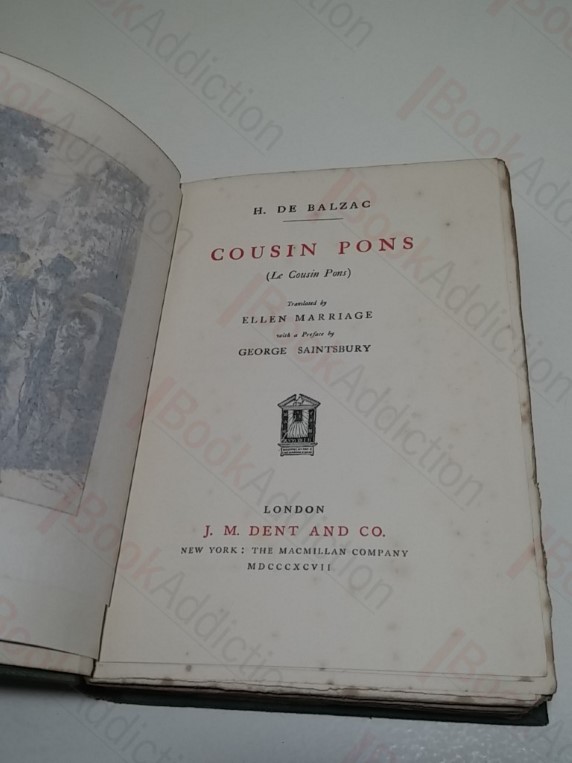 H. DE BALZAC
COUSIN PONS
(Le Cousin Pons)
Translated by
ELLEN MARRIAGE
with a Preface by
GEORGE SAINTSBURY
LONDON
J. M. DENT AND CO.
NEW YORK: THE MACMILLAN COMPANY
MDCCCXCVII
BookAddiction